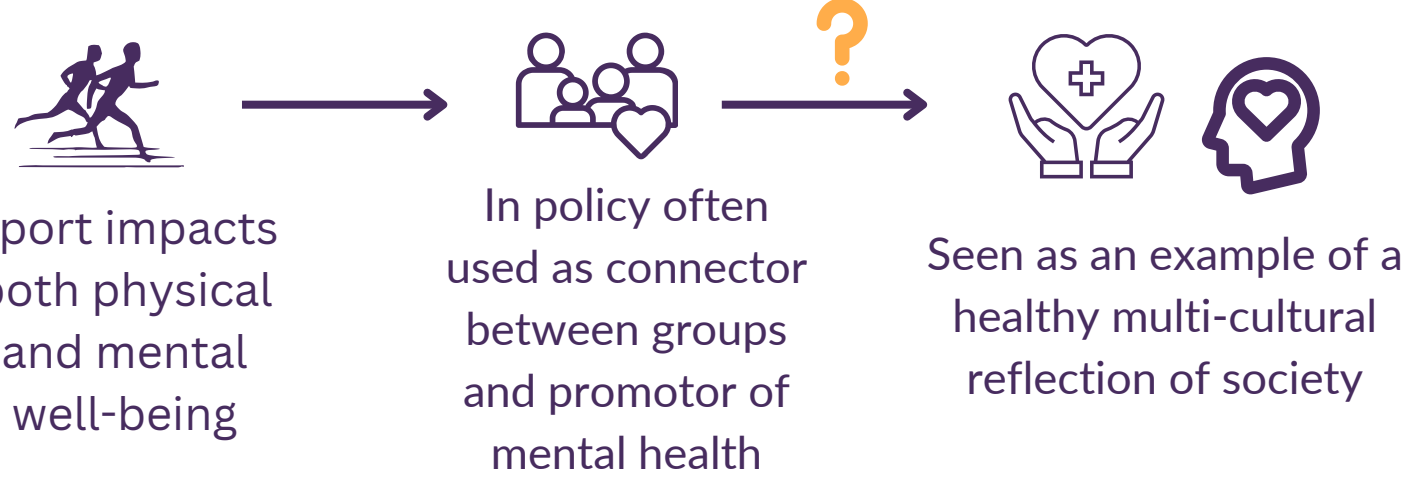 port impacts
both physical
and mental
well-being
?
In policy often
used as connector
between groups
and promotor of
mental health
Seen as an example of a
healthy multi-cultural
reflection of society